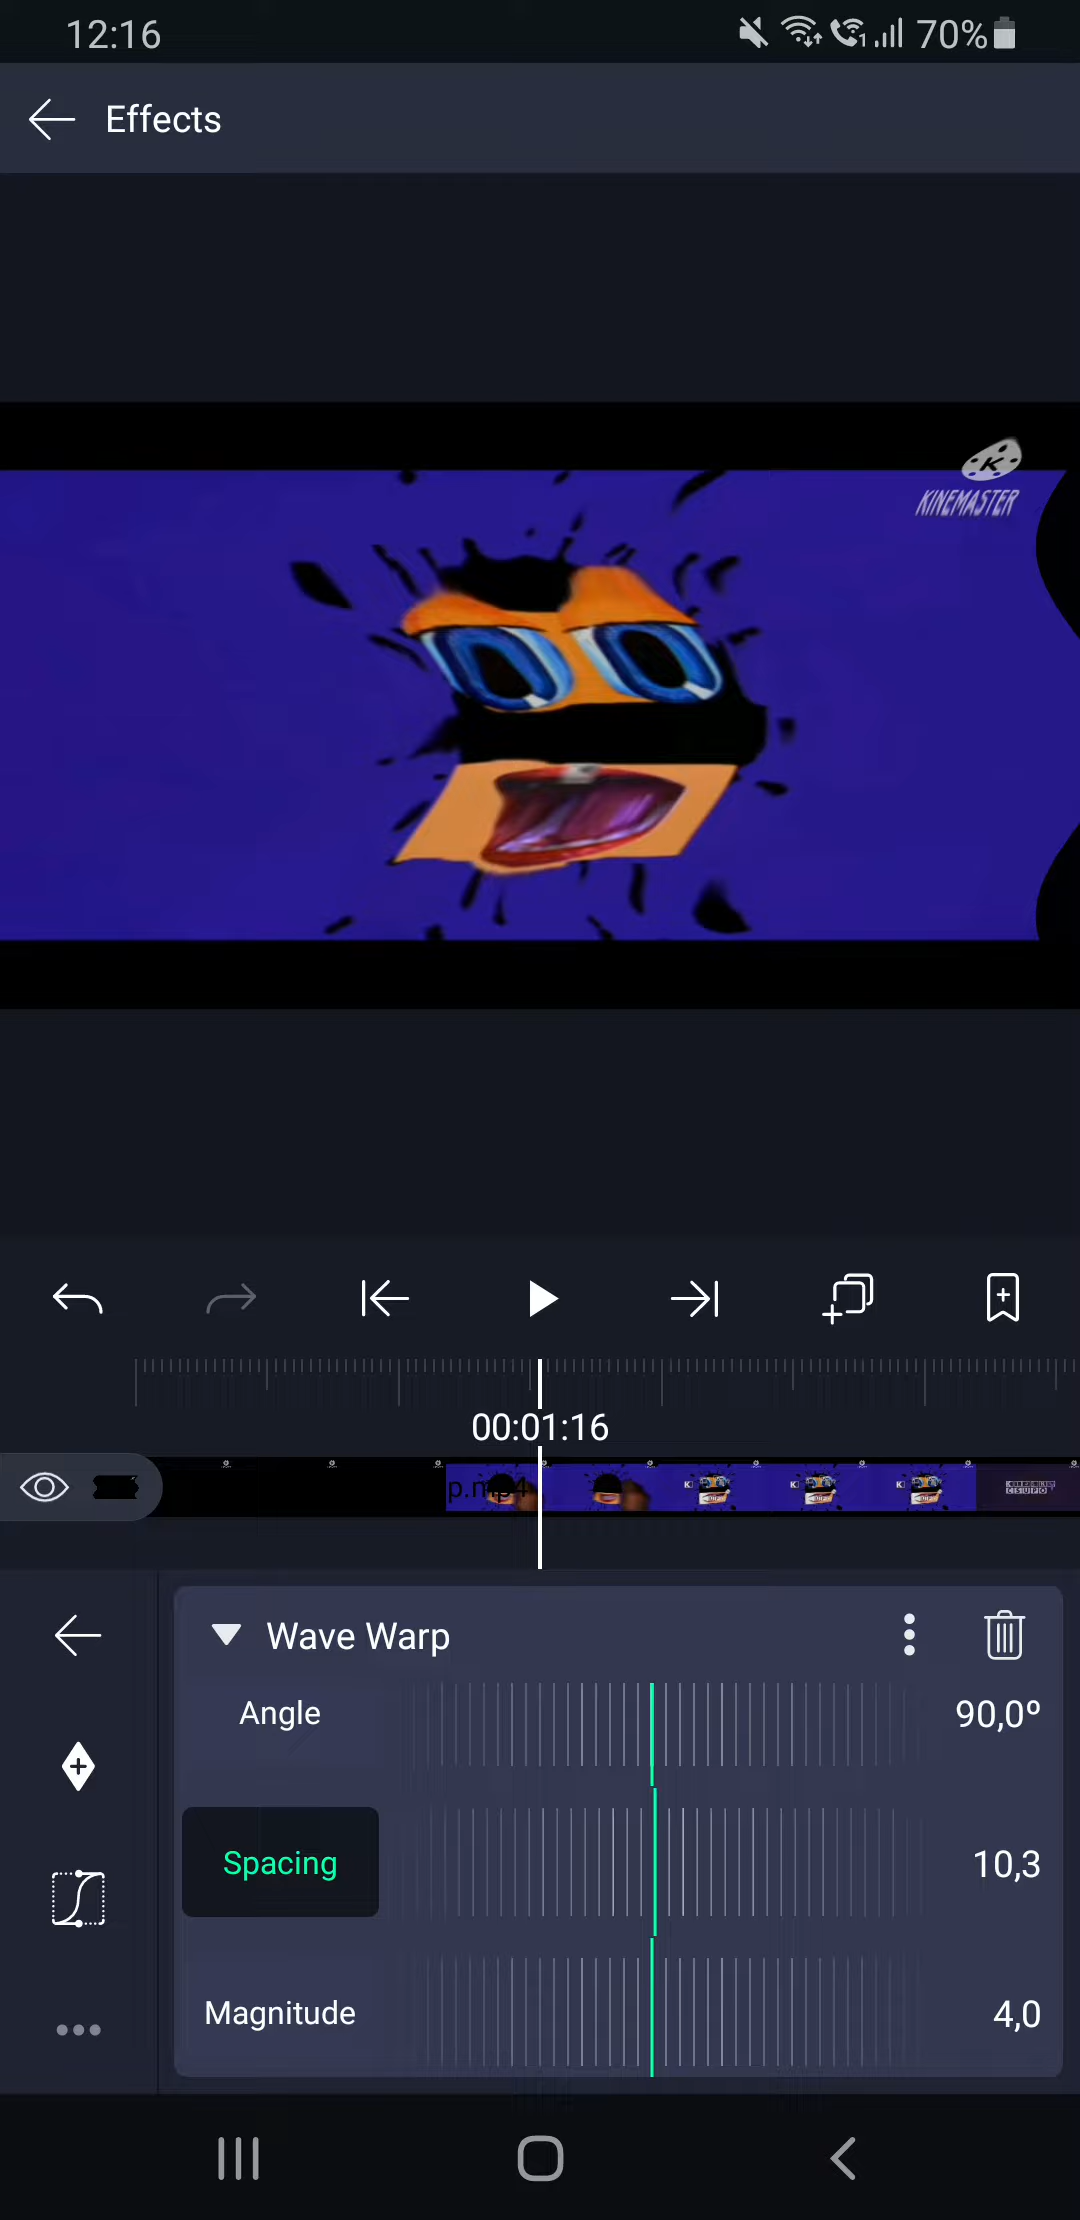 12:16
1
70%
Effects
K
KINEMASTER
00:01:16
p.mp4
Wave Warp
Angle
90,0º
Spacing
10,3
Magnitude
4,0